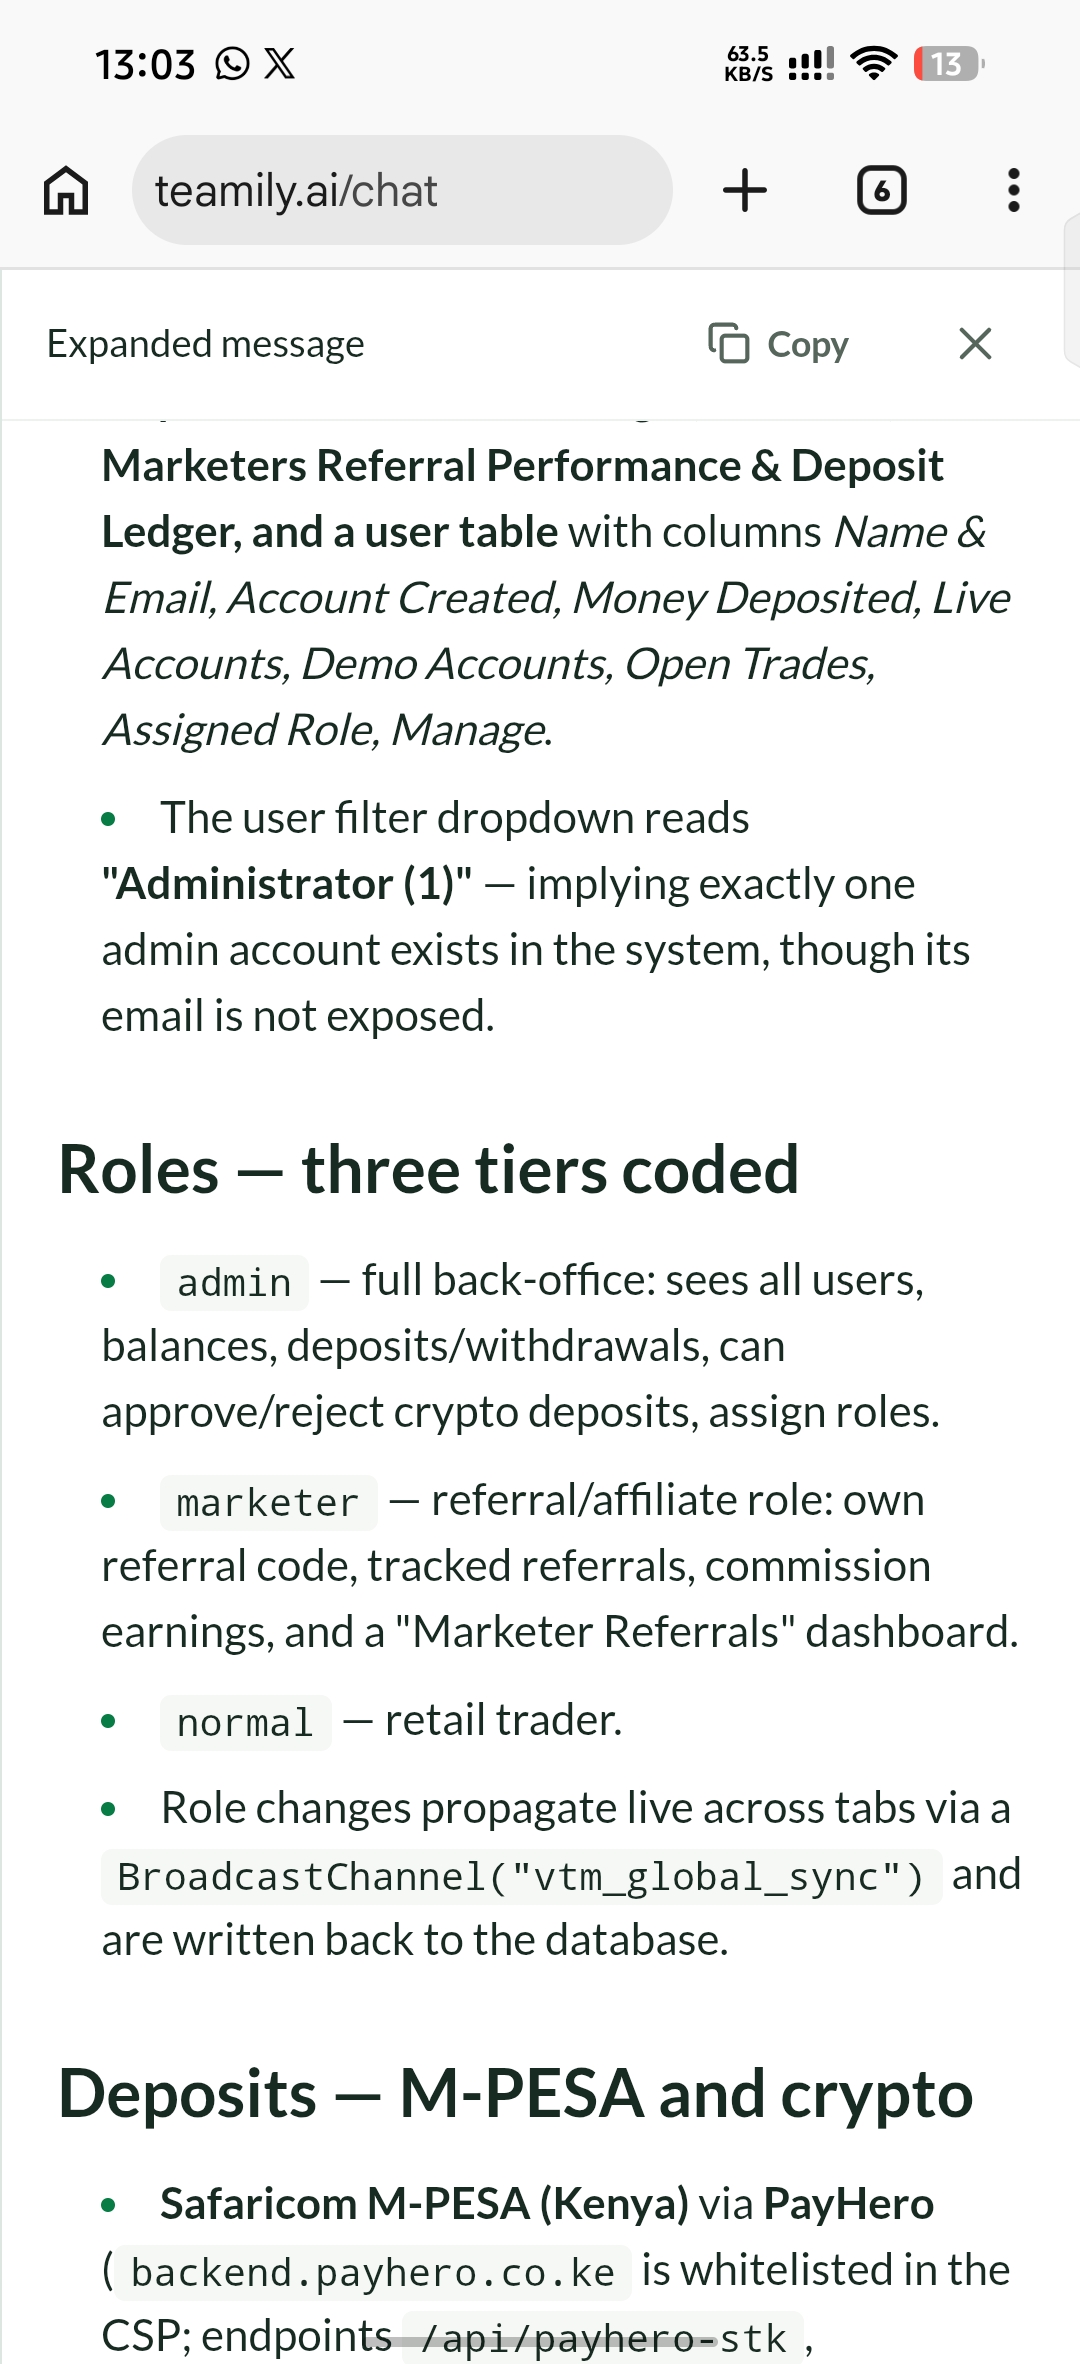 13:03
63.5
KB/S
13
teamily.ai/chat
6
Expanded message
Copy
Marketers Referral Performance & Deposit
Ledger, and a user table with columns Name &
Email, Account Created, Money Deposited, Live
Accounts, Demo Accounts, Open Trades,
Assigned Role, Manage.
• The user filter dropdown reads
"Administrator (1)" — implying exactly one
admin account exists in the system, though its
email is not exposed.
Roles — three tiers coded
• admin — full back-office: sees all users,
balances, deposits/withdrawals, can
approve/reject crypto deposits, assign roles.
• marketer — referral/affiliate role: own
referral code, tracked referrals, commission
earnings, and a "Marketer Referrals" dashboard.
• normal — retail trader.
• Role changes propagate live across tabs via a
BroadcastChannel("vtm_global_sync") and
are written back to the database.
Deposits — M-PESA and crypto
• Safaricom M-PESA (Kenya) via PayHero
( backend.payhero.co.ke is whitelisted in the
CSP; endpoints /api/payhero-stk ,